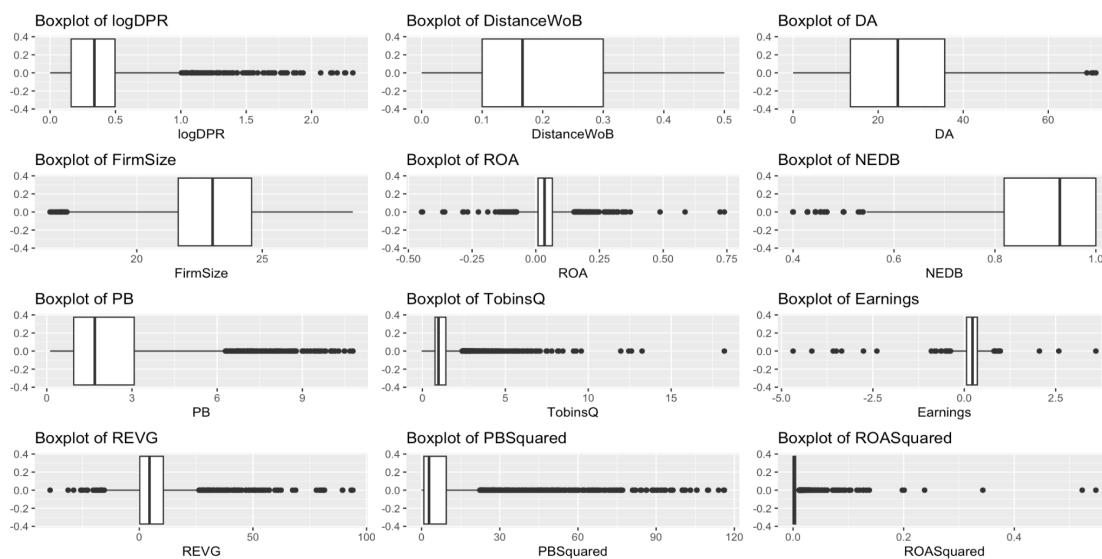 Boxplot of logDPR
0.4
0.2
0.0
-0.2
-0.4
0.0 0.5 1.0 1.5 2.0
logDPR
Boxplot of DistanceWoB
0.4
0.2
0.0
-0.2
-0.4
0.0 0.1 0.2 0.3 0.4 0.5
DistanceWoB
Boxplot of DA
0.4
0.2
0.0
-0.2
-0.4
0 20 40 60
DA
Boxplot of FirmSize
0.4
0.2
0.0
-0.2
-0.4
20 25
FirmSize
Boxplot of ROA
0.4
0.2
0.0
-0.2
-0.4
-0.50 -0.25 0.00 0.25 0.50 0.75
ROA
Boxplot of NEDB
0.4
0.2
0.0
-0.2
-0.4
0.4 0.6 0.8 1.0
NEDB
Boxplot of PB
0.4
0.2
0.0
-0.2
-0.4
0 3 6 9
PB
Boxplot of TobinsQ
0.4
0.2
0.0
-0.2
-0.4
0 5 10 15
TobinsQ
Boxplot of Earnings
0.4
0.2
0.0
-0.2
-0.4
-5.0 -2.5 0.0 2.5
Earnings
Boxplot of REVG
0.4
0.2
0.0
-0.2
-0.4
0 50 100
REVG
Boxplot of PBSquared
0.4
0.2
0.0
-0.2
-0.4
30 60 90 120
PBSquared
Boxplot of ROASquared
0.4
0.2
0.0
-0.2
-0.4
0.0 0.2 0.4
ROASquared